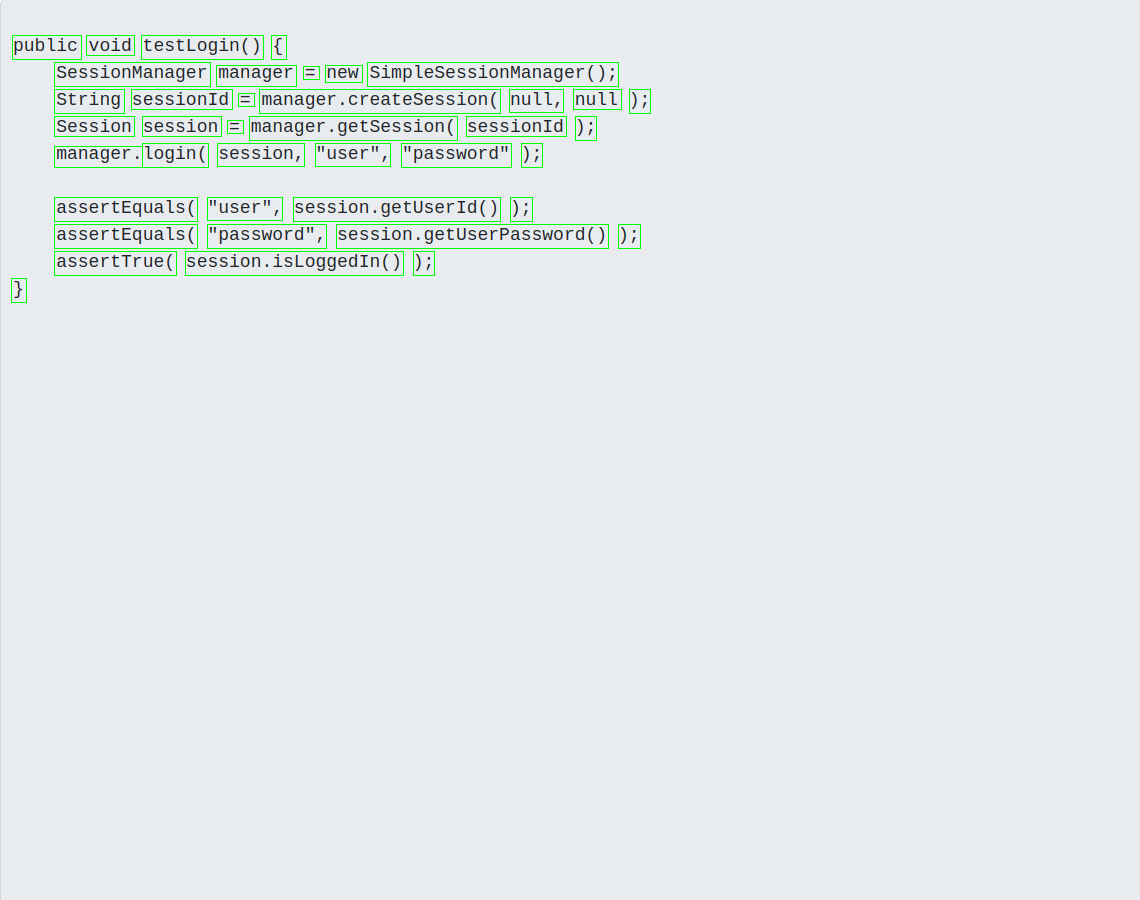 public void testLogin() {
    SessionManager manager = new SimpleSessionManager();
    String sessionId = manager.createSession( null, null );
    Session session = manager.getSession( sessionId );
    manager.login( session, "user", "password" );

    assertEquals( "user", session.getUserId() );
    assertEquals( "password", session.getUserPassword() );
    assertTrue( session.isLoggedIn() );
}